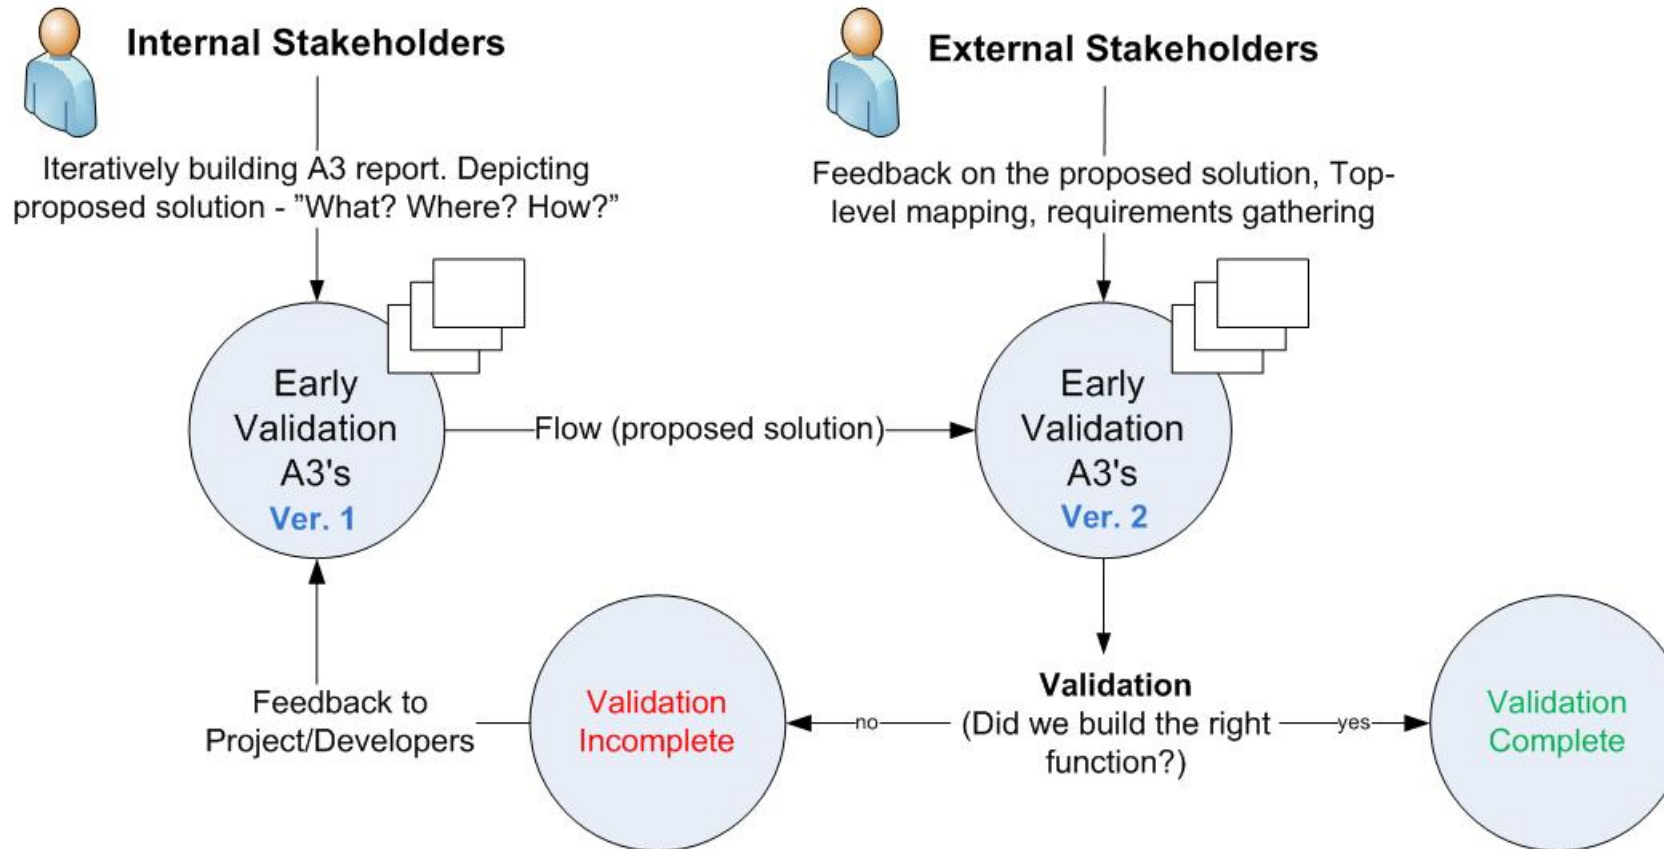 Internal Stakeholders
External Stakeholders
Iteratively building A3 report. Depicting
proposed solution - ”What? Where? How?”
Feedback on the proposed solution, Top-
level mapping, requirements gathering
Early
Validation
A3's
Ver. 1
Flow (proposed solution)
Early
Validation
A3's
Ver. 2
Feedback to
Project/Developers
Validation
Incomplete
no
Validation
(Did we build the right
function?)
yes
Validation
Complete